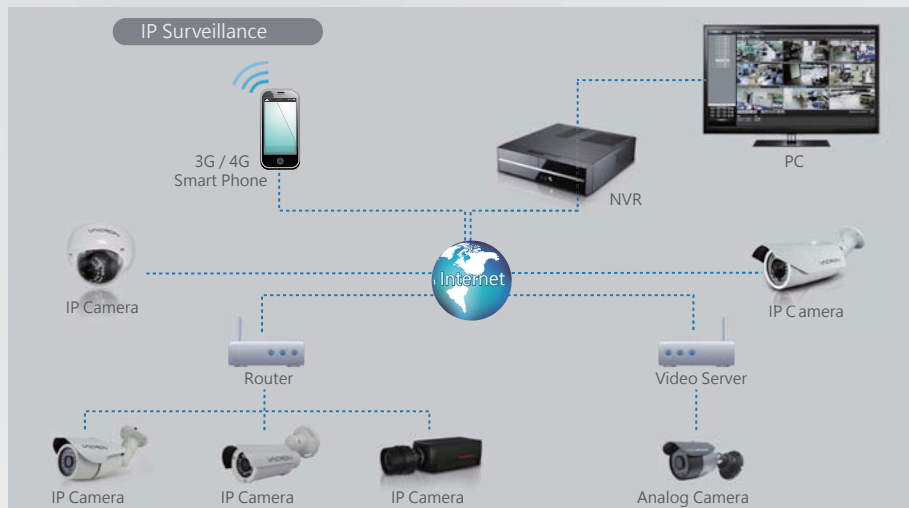 IP Surveillance
3G / 4G
Smart Phone
NVR
PC
Internet
IP Camera
IP C amera
Router
Video Server
IP Camera
IP Camera
IP Camera
Analog Camera